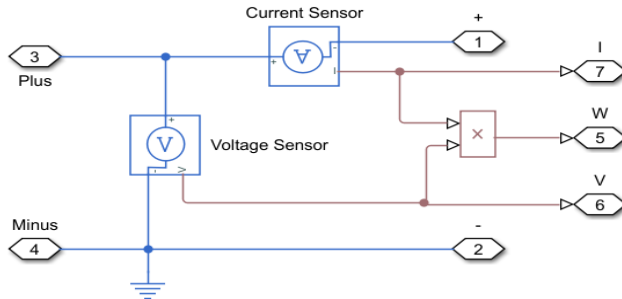 Current Sensor
+
1
I
7
3
Plus
+
-
I
W
5
×
+
V
-
V
Voltage Sensor
V
6
Minus
4
-
2
A